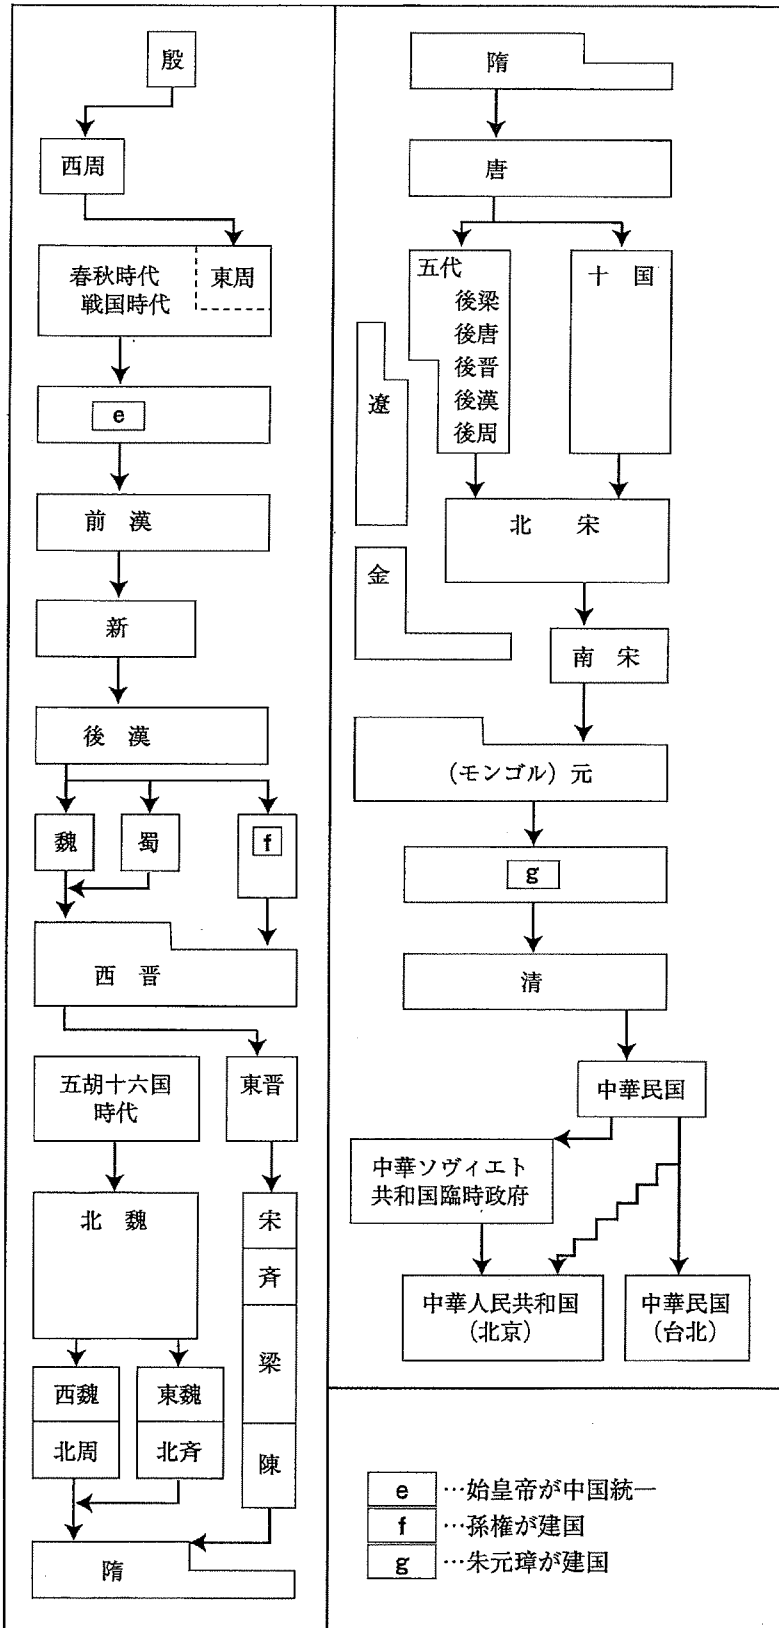 殷
西周
春秋時代
戦国時代
東周
e
前漢
新
後漢
魏
蜀
f
西晋
五胡十六国
時代
東晋
北魏
宋
斉
梁
陳
西魏
東魏
北周
北斉
隋
隋
唐
五代
後梁
後唐
後晋
後漢
後周
十国
遼
北宋
金
南宋
(モンゴル)元
g
清
中華民国
中華ソヴィエト
共和国臨時政府
中華人民共和国
(北京)
中華民国
(台北)
e …始皇帝が中国統一
f …孫権が建国
g …朱元璋が建国